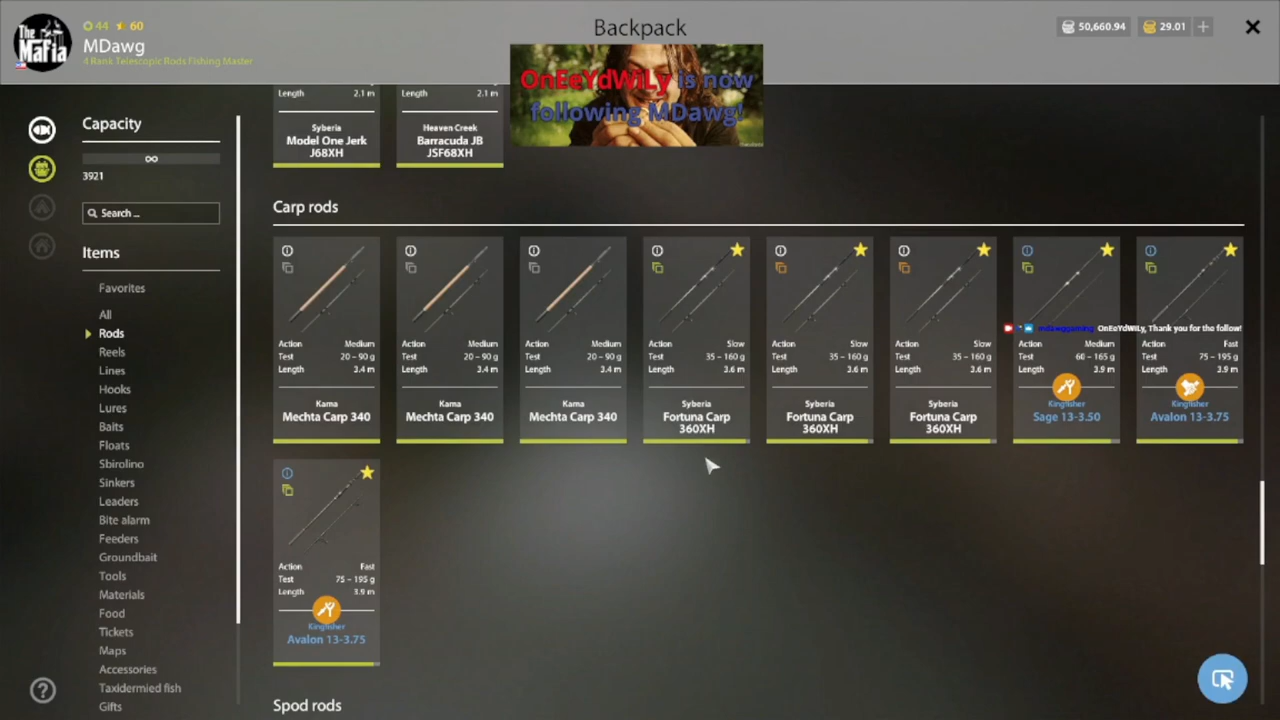 The
Mafia
44 60
MDawg
4 Rank Telescopic Rods Fishing Master
Backpack
50,660.94 29.01 +
OnEeYdWiLy is now
following MDawg!
Capacity
∞
3921
Search ...
Items
Favorites
All
Rods
Reels
Lines
Hooks
Lures
Baits
Floats
Sbirolino
Sinkers
Leaders
Bite alarm
Feeders
Groundbait
Tools
Materials
Food
Tickets
Maps
Accessories
Taxidermied fish
Gifts
?
Length 2.1 m
Syberia
Model One Jerk
J68XH
Length 2.1 m
Heaven Creek
Barracuda JB
JSF68XH
Carp rods
Action Medium
Test 20 – 90 g
Length 3.4 m
Kama
Mechta Carp 340
Action Medium
Test 20 – 90 g
Length 3.4 m
Kama
Mechta Carp 340
Action Medium
Test 20 – 90 g
Length 3.4 m
Kama
Mechta Carp 340
Action Slow
Test 35 – 160 g
Length 3.6 m
Syberia
Fortuna Carp
360XH
Action Slow
Test 35 – 160 g
Length 3.6 m
Syberia
Fortuna Carp
360XH
Action Slow
Test 35 – 160 g
Length 3.6 m
Syberia
Fortuna Carp
360XH
mdawggaming OnEeYdWiLy, Thank you for the follow!
Action Medium
Test 60 – 165 g
Length 3.9 m
Kingfisher
Sage 13-3.50
Action Fast
Test 75 – 195 g
Length 3.9 m
Kingfisher
Avalon 13-3.75
Action Fast
Test 75 – 195 g
Length 3.9 m
Kingfisher
Avalon 13-3.75
Spod rods